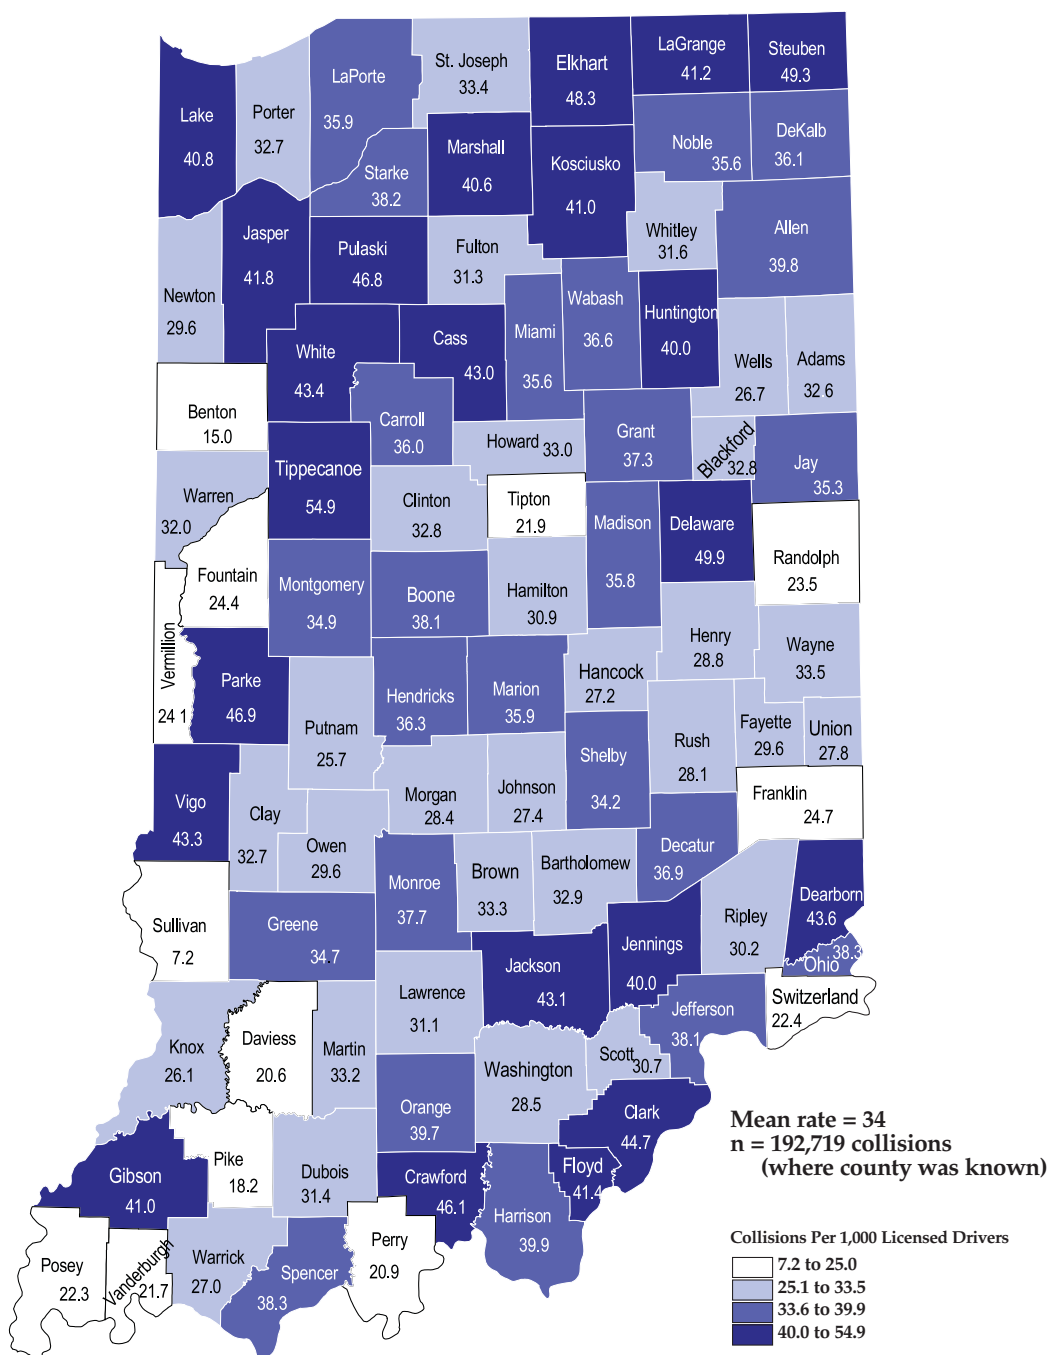 LaGrange
41.2
Steuben
49.3
Elkhart
48.3
St. Joseph
33.4
LaPorte
35.9
Porter
32.7
Lake
40.8
Noble
35.6
DeKalb
36.1
Marshall
40.6
Kosciusko
41.0
Starke
38.2
Whitley
31.6
Allen
39.8
Jasper
41.8
Pulaski
46.8
Fulton
31.3
Newton
29.6
Wabash
36.6
Huntington
40.0
Miami
35.6
White
43.4
Cass
43.0
Wells
26.7
Adams
32.6
Benton
15.0
Carroll
36.0
Howard 33.0
Grant
37.3
Blackford
32.8
Jay
35.3
Warren
32.0
Tippecanoe
54.9
Clinton
32.8
Tipton
21.9
Madison
35.8
Delaware
49.9
Randolph
23.5
Fountain
24.4
Montgomery
34.9
Boone
38.1
Hamilton
30.9
Henry
28.8
Wayne
33.5
Vermillion
24.1
Parke
46.9
Putnam
25.7
Hendricks
36.3
Marion
35.9
Hancock
27.2
Rush
28.1
Fayette
29.6
Union
27.8
Shelby
34.2
Franklin
24.7
Vigo
43.3
Clay
32.7
Owen
29.6
Morgan
28.4
Johnson
27.4
Decatur
36.9
Monroe
37.7
Brown
33.3
Bartholomew
32.9
Dearborn
43.6
Ripley
30.2
Sullivan
7.2
Greene
34.7
Jackson
43.1
Jennings
40.0
Ohio 38.3
Switzerland
22.4
Lawrence
31.1
Jefferson
38.1
Knox
26.1
Daviess
20.6
Martin
33.2
Washington
28.5
Scott
30.7
Orange
39.7
Clark
44.7
Pike
18.2
Gibson
41.0
Dubois
31.4
Crawford
46.1
Floyd
41.4
Harrison
39.9
Posey
22.3
Vanderburgh
21.7
Warrick
27.0
Spencer
38.3
Perry
20.9
Mean rate = 34
n = 192,719 collisions
(where county was known)
Collisions Per 1,000 Licensed Drivers
7.2 to 25.0
25.1 to 33.5
33.6 to 39.9
40.0 to 54.9